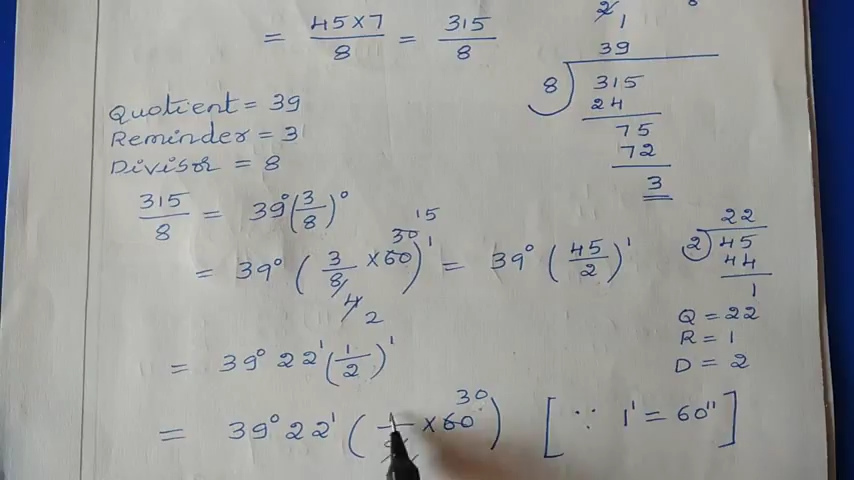 = 45×7/8 = 315/8
Quotient = 39
Reminder = 3
Divisor = 8
315/8 = 39° (3/8)°
= 39° (3/8 × 60)' = 39° (45/2)'
30 15
4
2
= 39° 22' (1/2)'
= 39° 22' (1/ × 60) [∵ 1' = 60"]
30
2 1
39
8) 315
24
75
72
3
22
2) 45
44
1
Q = 22
R = 1
D = 2